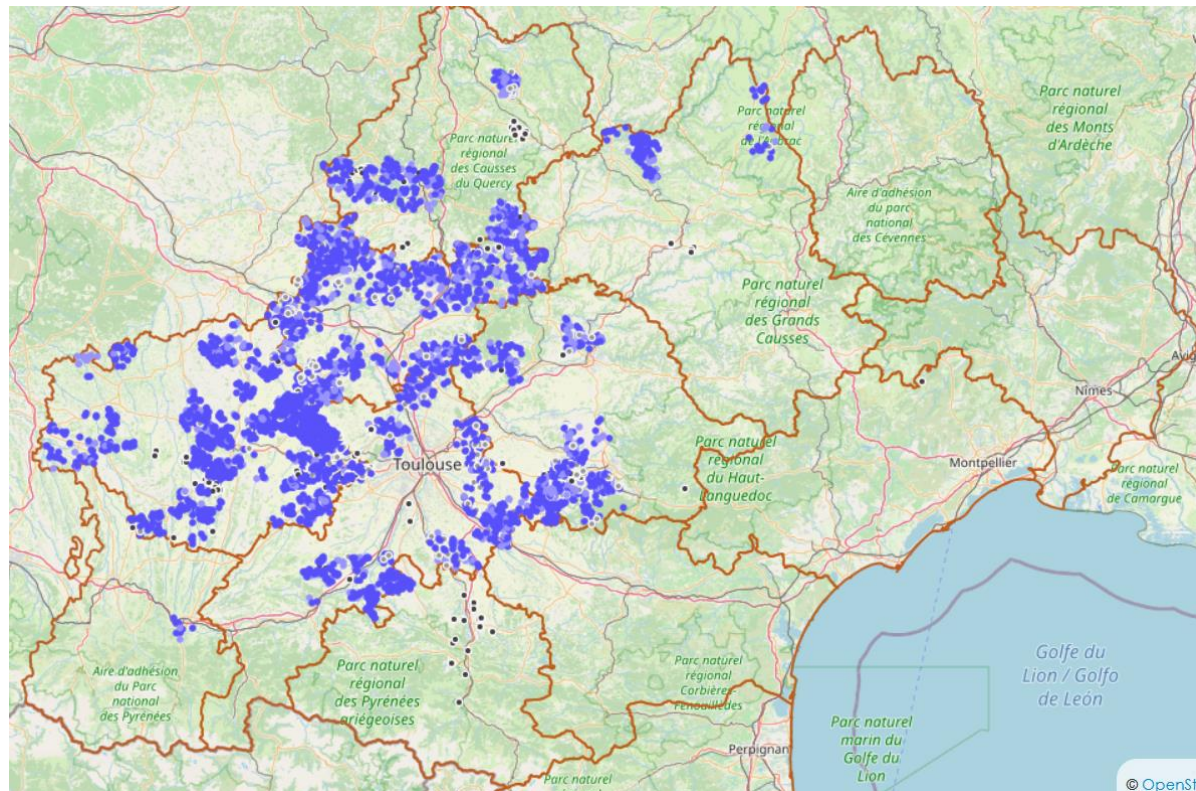 Parc naturel
régional
des Monts
d'Ardèche
Parc naturel
régional
de l'Aubrac
Parc naturel
régional
des Causses
du Quercy
Aire d'adhésion
du parc
national
des Cévennes
Parc naturel
régional
des Grands
Causses
Nîmes
Parc naturel
régional
du Haut-
Languedoc
Toulouse
Montpellier
Parc naturel
régional
de Camargue
Golfe du
Lion / Golfo
de León
Aire d'adhésion
du Parc
national
des Pyrénées
Parc naturel
régional
des Pyrénées
ariégeoises
Parc naturel
régional
Corbières-
Parc naturel
marin du
Golfe du
Lion
Perpignan
Parc naturel
© OpenSt